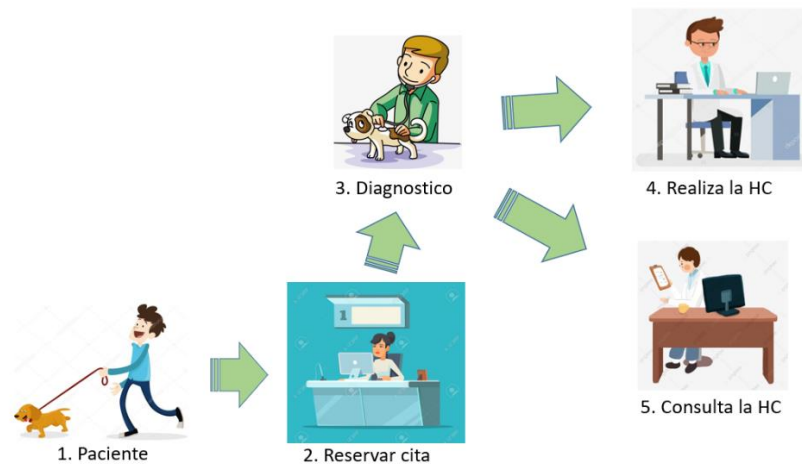 3. Diagnostico
4. Realiza la HC
1
5. Consulta la HC
1. Paciente
2. Reservar cita